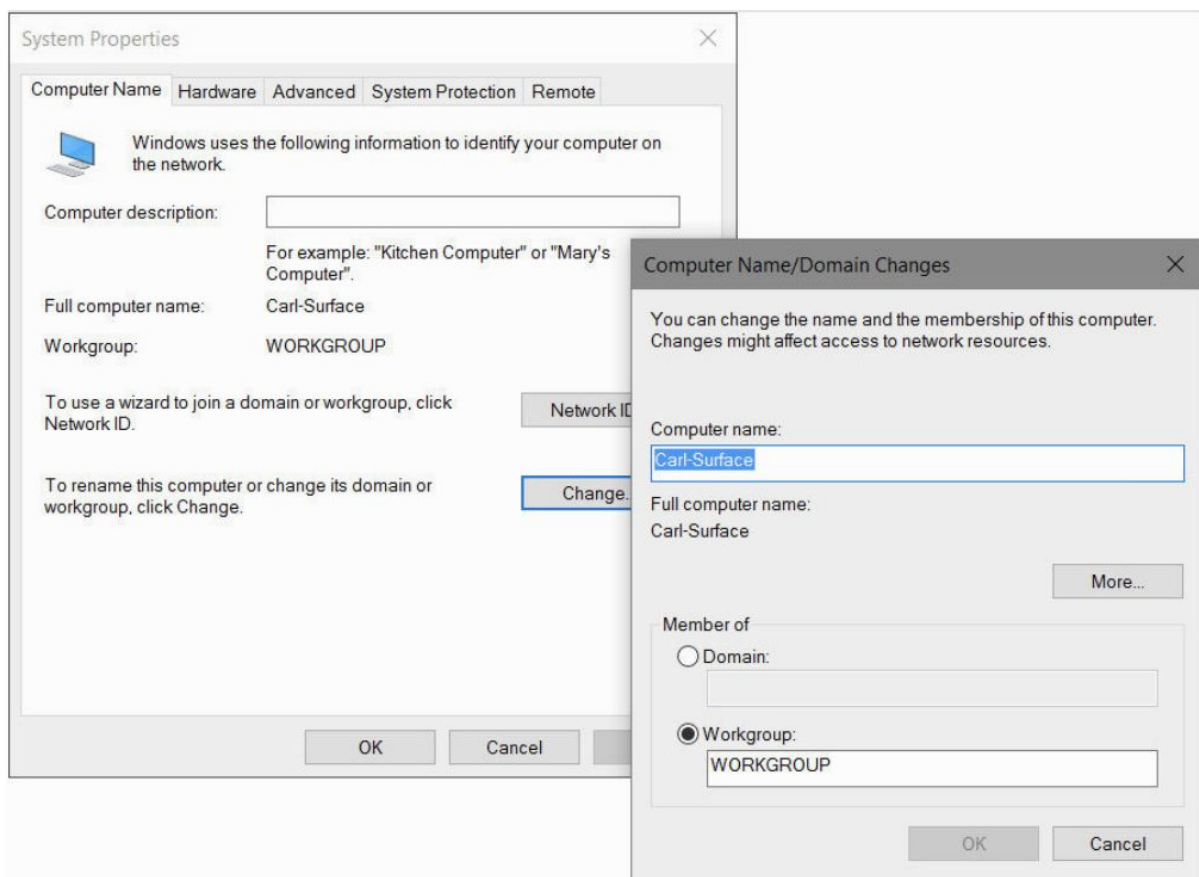 System Properties
Computer Name
Hardware
Advanced
System Protection
Remote
Windows uses the following information to identify your computer on
the network.
Computer description:
For example: "Kitchen Computer" or "Mary's
Computer".
Full computer name:
Carl-Surface
Workgroup:
WORKGROUP
To use a wizard to join a domain or workgroup, click
Network ID.
Network ID
To rename this computer or change its domain or
workgroup, click Change.
Change.
OK
Cancel
Computer Name/Domain Changes
You can change the name and the membership of this computer.
Changes might affect access to network resources.
Computer name:
Carl-Surface
Full computer name:
Carl-Surface
More...
Member of
Domain:
Workgroup:
WORKGROUP
OK
Cancel